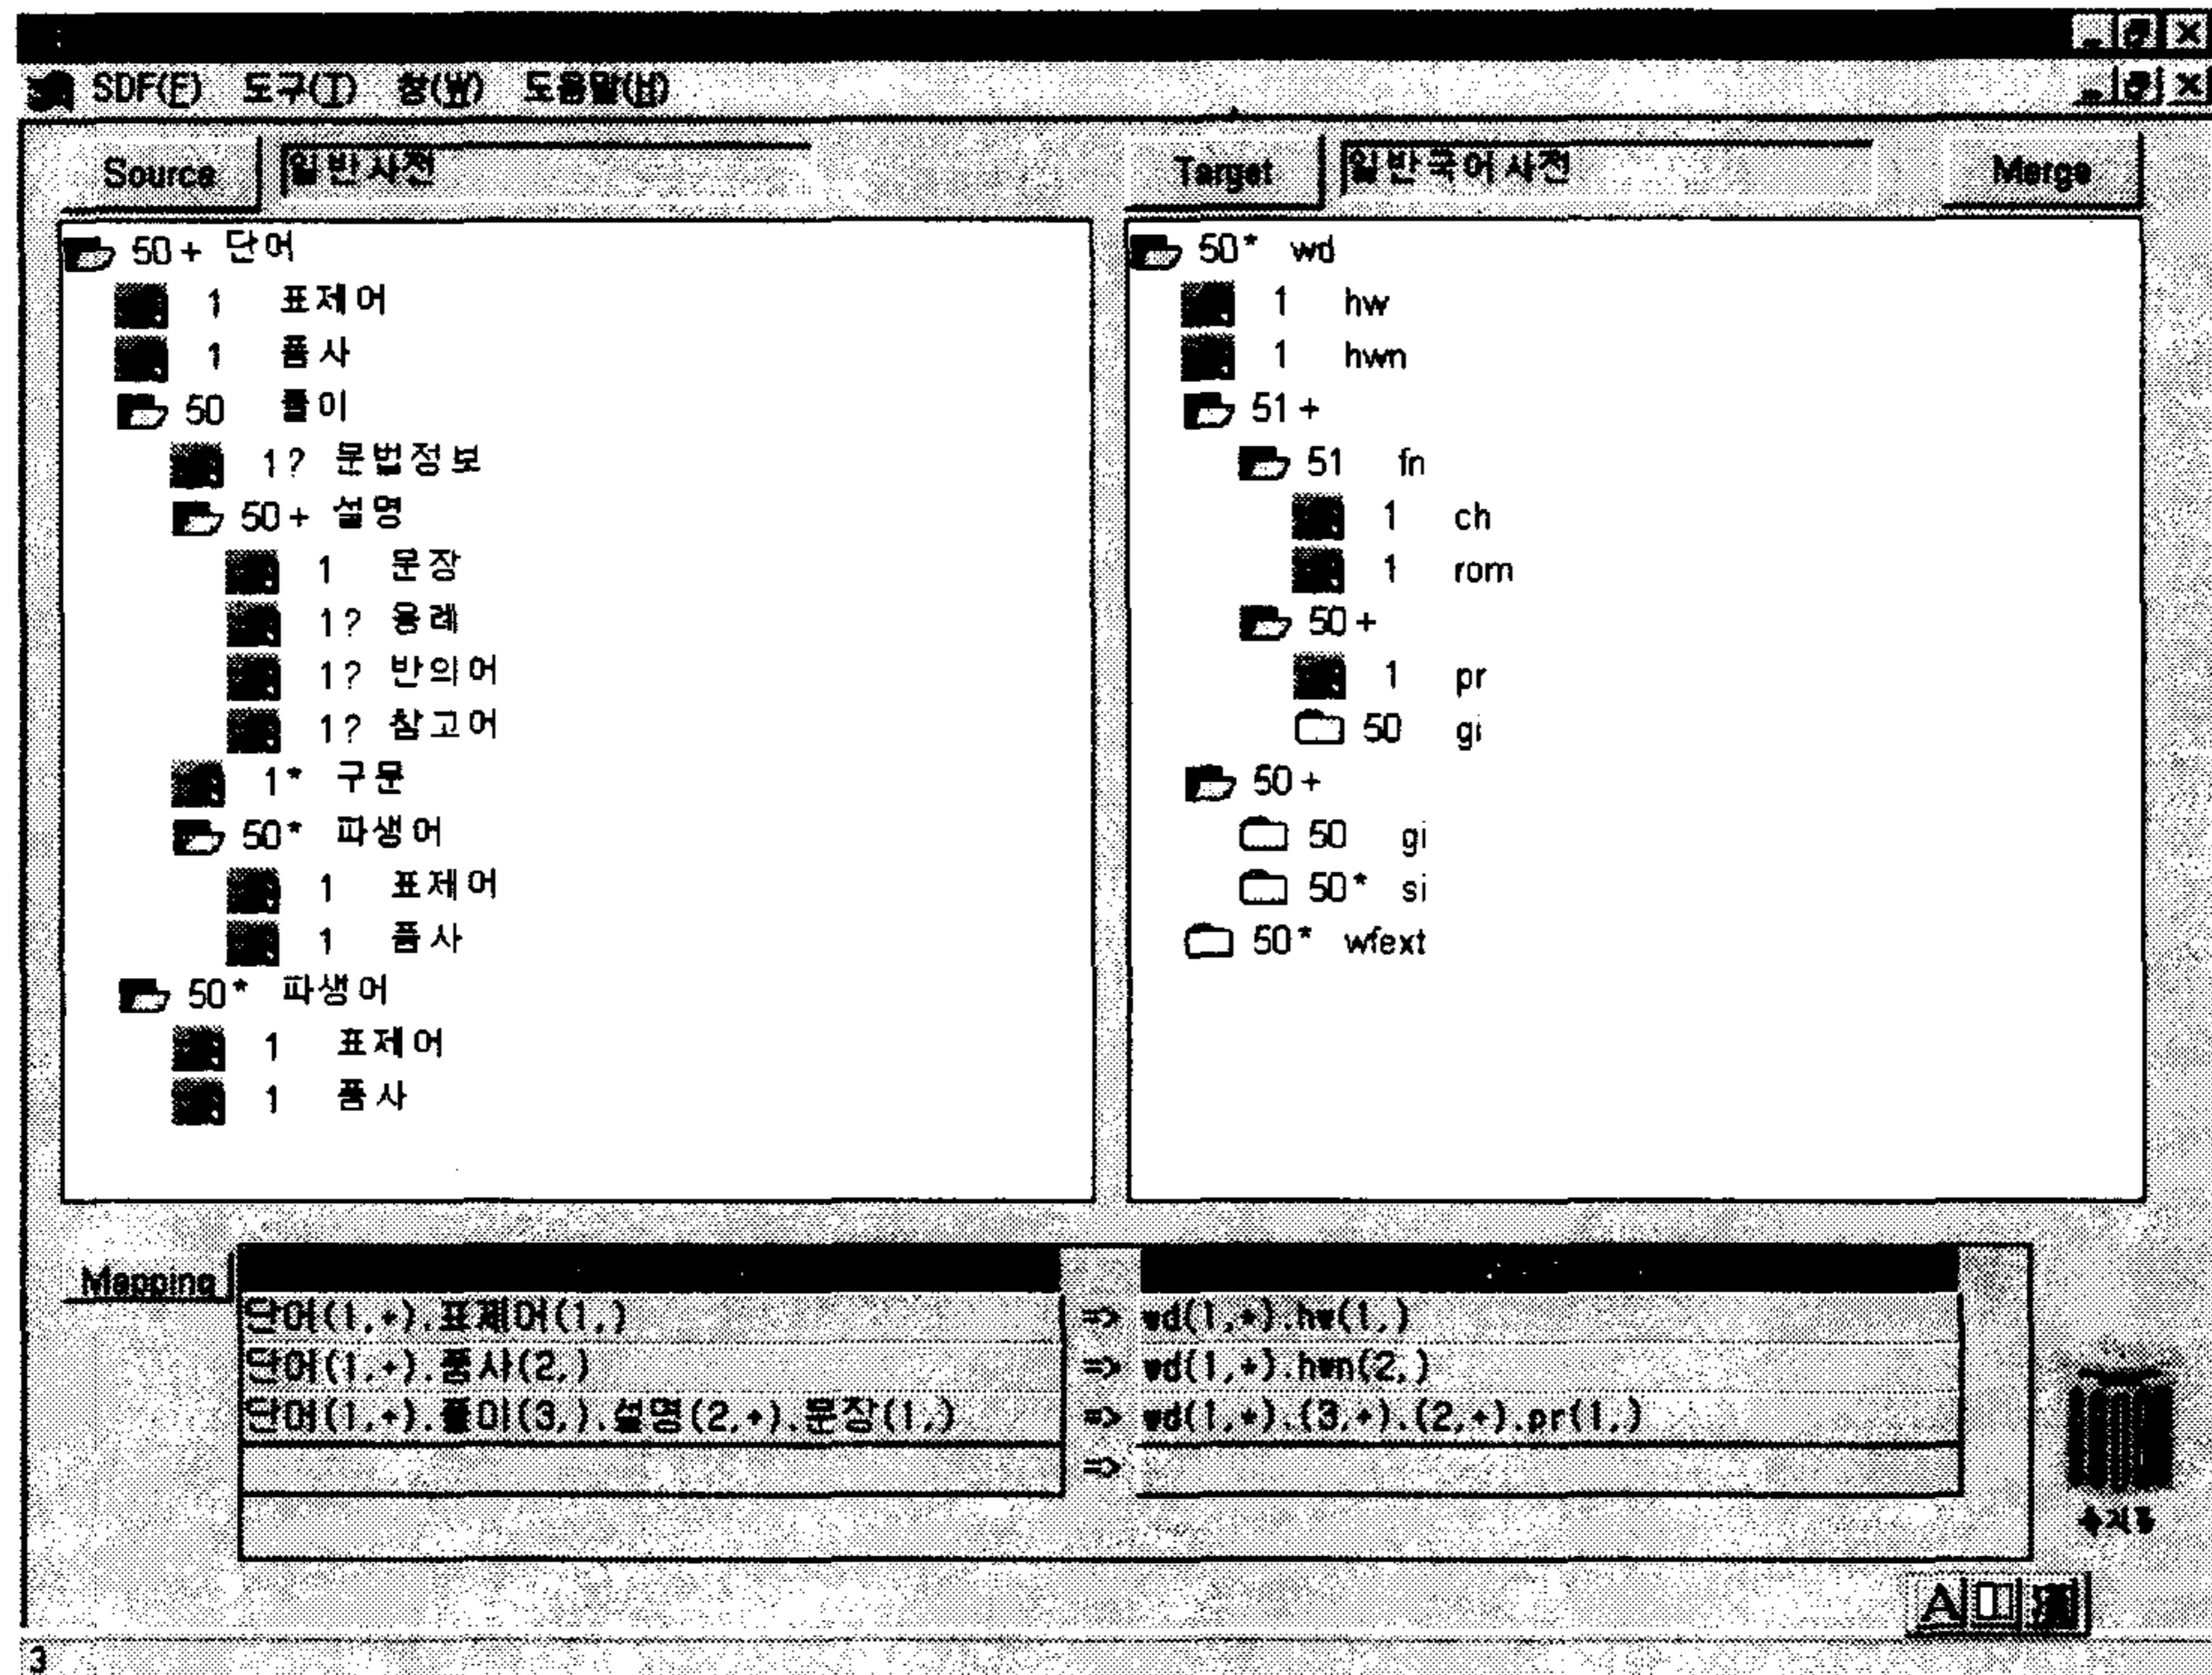 SDF(F) 도구(T) 창(W) 도움말(H)
Source 일반사전 Target 일반국어사전 Merge
50+ 단어
1 표제어
1 품사
50 풀이
1? 문법정보
50+ 설명
1 문장
1? 용례
1? 반의어
1? 참고어
1* 구문
50* 파생어
1 표제어
1 품사
50* 파생어
1 표제어
1 품사
50* wd
1 hw
1 hwn
51+
51 fn
1 ch
1 rom
50+
1 pr
50 gi
50+
50 gi
50* si
50* wfext
Mapping
단어(1,+).표제어(1,) => wd(1,*).hw(1,)
단어(1,+).품사(2,) => wd(1,*).hwn(2,)
단어(1,+).풀이(3,).설명(2,+).문장(1,) => wd(1,*).(3,+).(2,+).pr(1,)
=>
휴지통
A
3